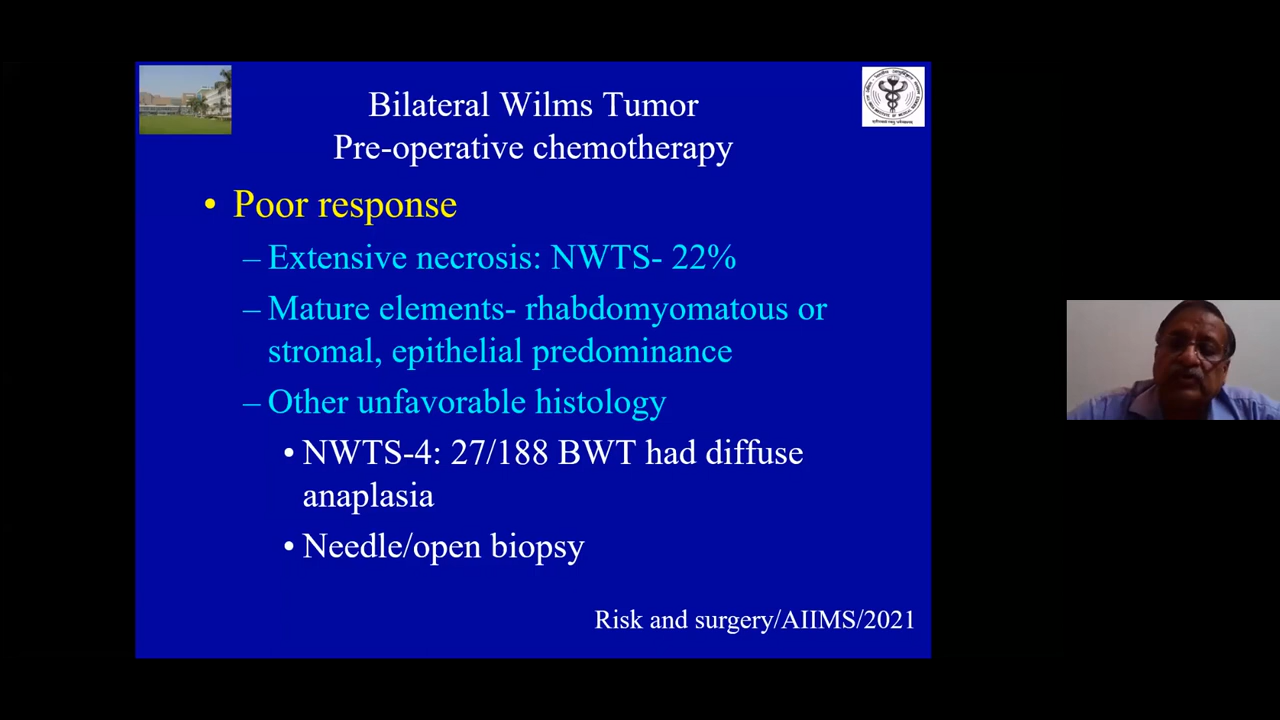 Bilateral Wilms Tumor
Pre-operative chemotherapy
• Poor response
– Extensive necrosis: NWTS- 22%
– Mature elements- rhabdomyomatous or
stromal, epithelial predominance
– Other unfavorable histology
• NWTS-4: 27/188 BWT had diffuse
anaplasia
• Needle/open biopsy
Risk and surgery/AIIMS/2021